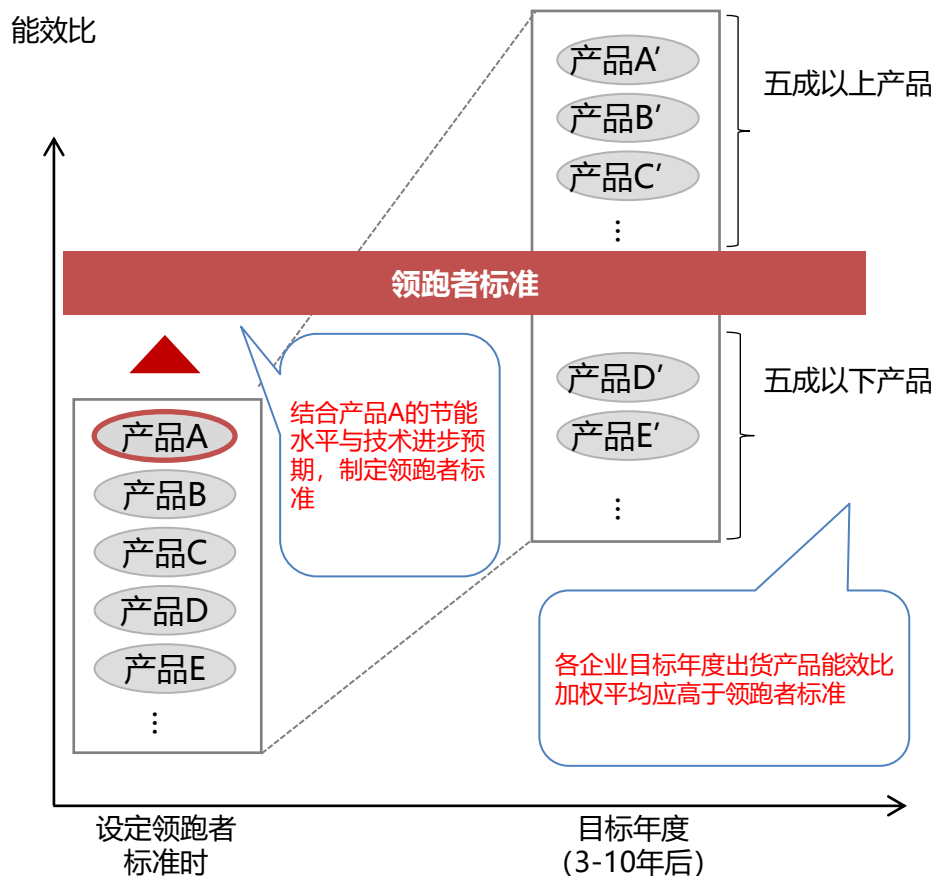 能效比
产品A’
产品B’
产品C’
...
五成以上产品
领跑者标准
产品D’
产品E’
...
五成以下产品
结合产品A的节能
水平与技术进步预
期，制定领跑者标
准
产品A
产品B
产品C
产品D
产品E
...
各企业目标年度出货产品能效比
加权平均应高于领跑者标准
设定领跑者
标准时
目标年度
(3-10年后)